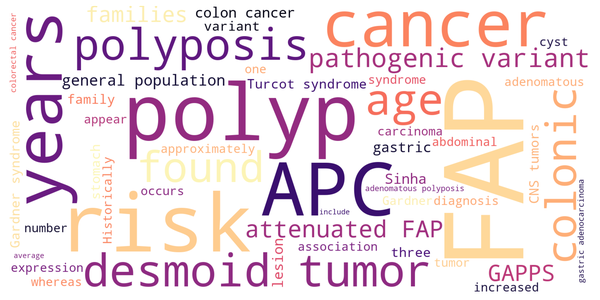 colorectal cancer
years
families
colon cancer
variant
cancer
cyst
polyposis
pathogenic variant
general population
one
Turcot syndrome
syndrome
adenomatous
family
polyp
age
appear
carcinoma
abdominal
approximately
gastric
Gardner syndrome
Historically
stomach
found
APC
Sinha
adenomatous polyposis
FAP
CNS tumors
colonic
occurs
Gardner
diagnosis
number
risk
include
attenuated FAP
association
three
gastric adenocarcinoma
average
expression
whereas
desmoid tumor
lesion
tumor
GAPPS
increased